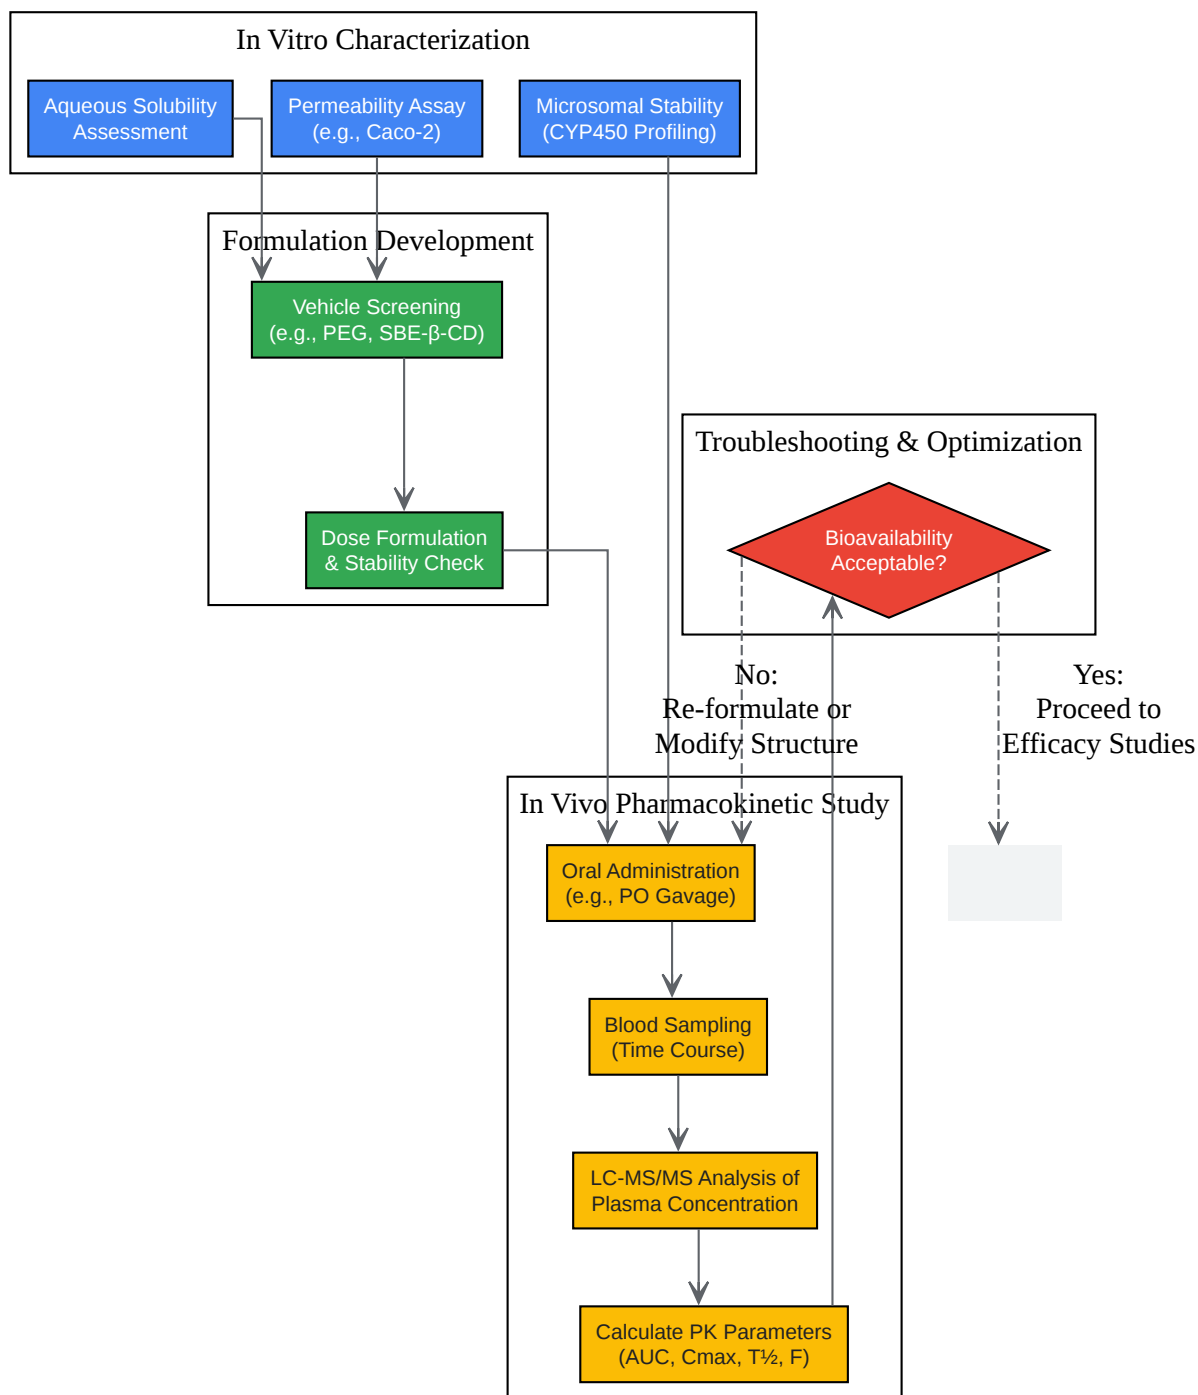 In Vitro Characterization
Aqueous Solubility
Assessment
Permeability Assay
(e.g., Caco-2)
Microsomal Stability
(CYP450 Profiling)
Formulation Development
Vehicle Screening
(e.g., PEG, SBE-β-CD)
Dose Formulation
& Stability Check
Troubleshooting & Optimization
Bioavailability
Acceptable?
No:
Re-formulate or
Modify Structure
Yes:
Proceed to
Efficacy Studies
In Vivo Pharmacokinetic Study
Oral Administration
(e.g., PO Gavage)
Blood Sampling
(Time Course)
LC-MS/MS Analysis of
Plasma Concentration
Calculate PK Parameters
(AUC, Cmax, T½, F)